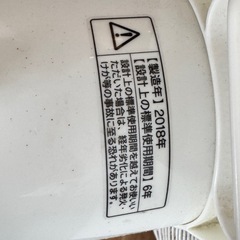 【製造年】2018年
【設計上の標準使用期間】6年
設計上の標準使用期間を越えてお使いい
ただいた場合は、経年劣化による発火・
けが等の事故に至る恐れがあります。